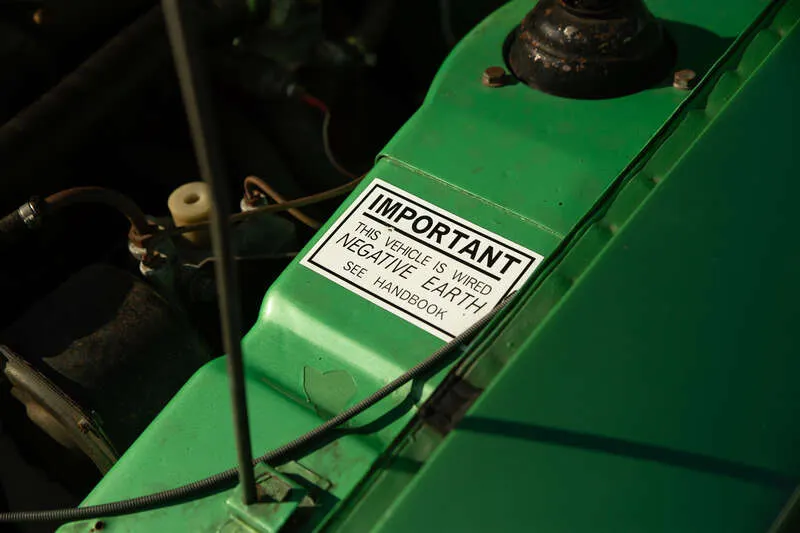 IMPORTANT
THIS VEHICLE IS WIRED
NEGATIVE EARTH
SEE HANDBOOK